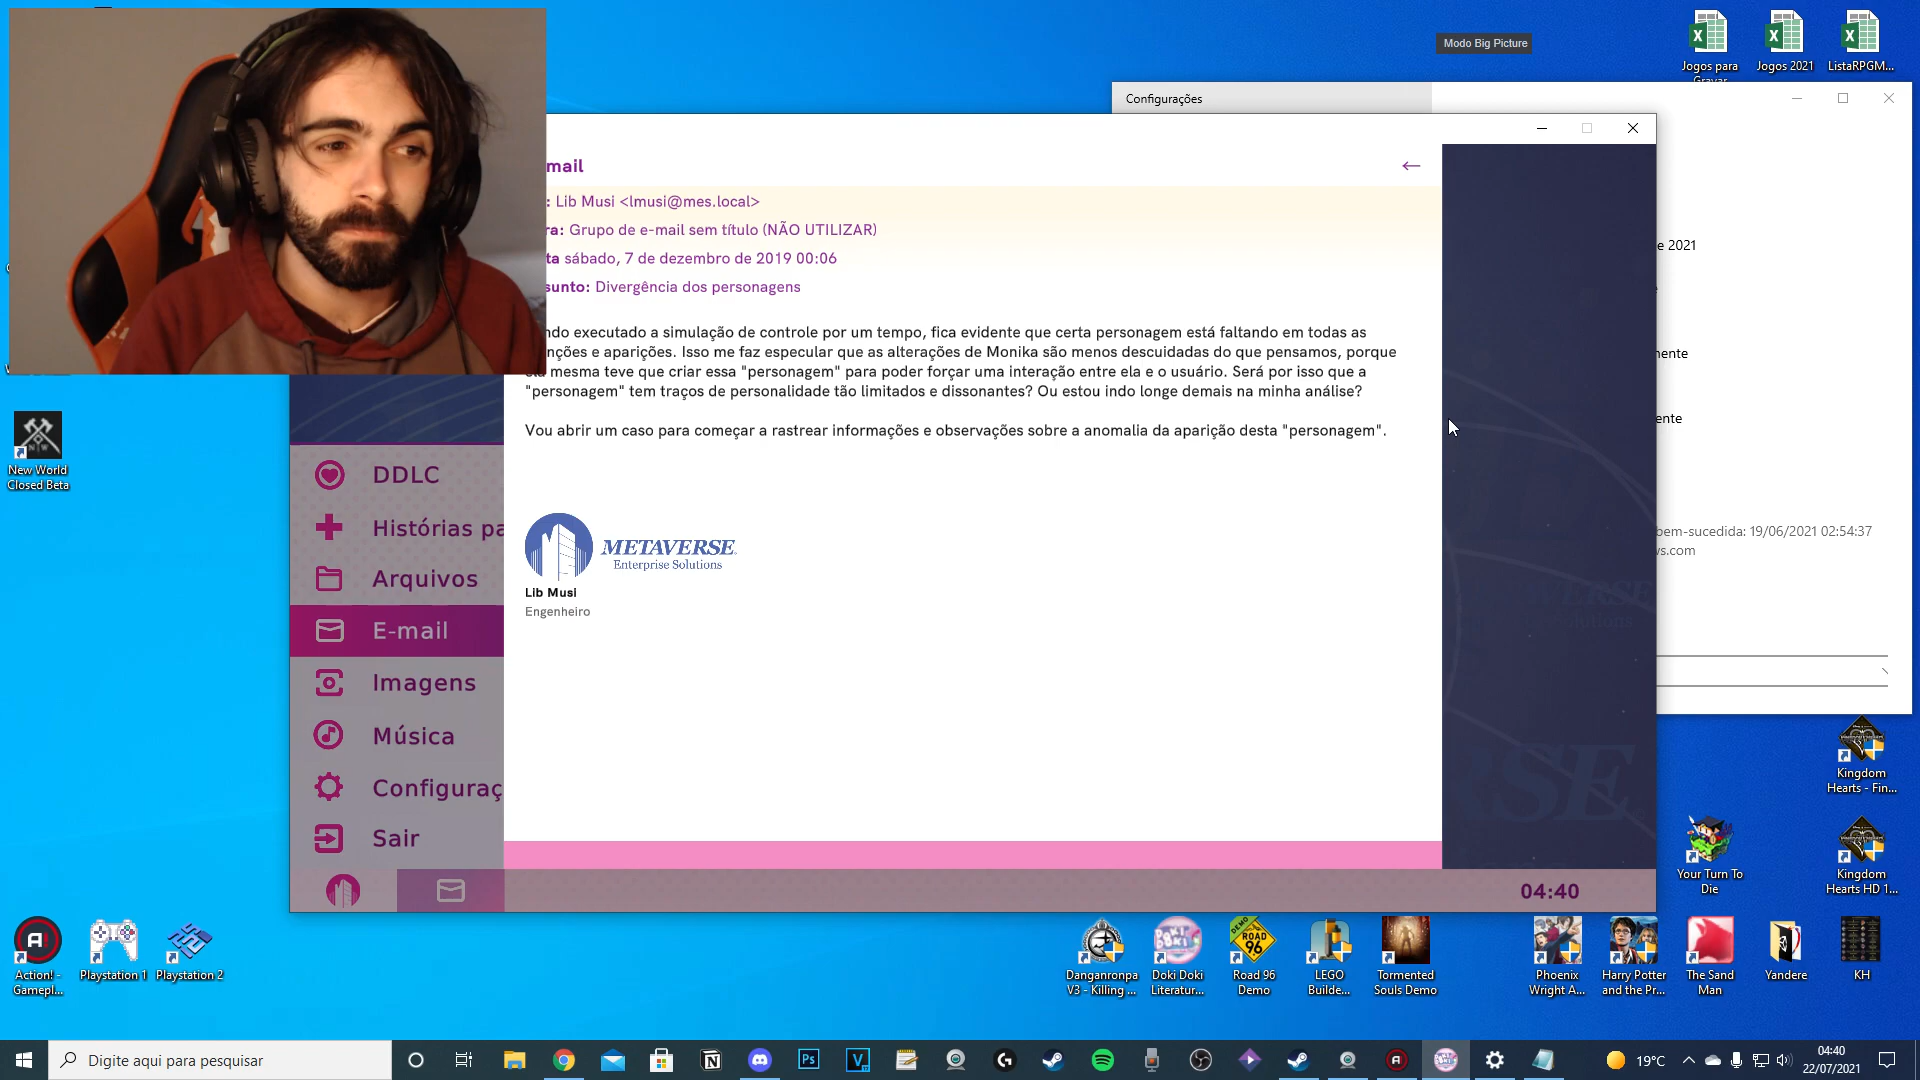 Modo Big Picture
Jogos para
Gravar
Jogos 2021
ListaRPGM...
Configurações
mail
: Lib Musi <lmusi@mes.local>
ra: Grupo de e-mail sem título (NÃO UTILIZAR)
ta sábado, 7 de dezembro de 2019 00:06
sunto: Divergência dos personagens
ndo executado a simulação de controle por um tempo, fica evidente que certa personagem está faltando em todas as
nções e aparições. Isso me faz especular que as alterações de Monika são menos descuidadas do que pensamos, porque
ela mesma teve que criar essa "personagem" para poder forçar uma interação entre ela e o usuário. Será por isso que a
"personagem" tem traços de personalidade tão limitados e dissonantes? Ou estou indo longe demais na minha análise?
Vou abrir um caso para começar a rastrear informações e observações sobre a anomalia da aparição desta "personagem".
METAVERSE
Enterprise Solutions
Lib Musi
Engenheiro
e 2021
e
mente
ente
bem-sucedida: 19/06/2021 02:54:37
ws.com
New World
Closed Beta
DDLC
Histórias pa
Arquivos
E-mail
Imagens
Música
Configuraç
Sair
04:40
Kingdom
Hearts - Fin...
Your Turn To
Die
Kingdom
Hearts HD 1...
Action! -
Gamepl...
Playstation 1
Playstation 2
Danganronpa
V3 - Killing ...
Doki Doki
Literatur...
DEMO
ROAD
96
Road 96
Demo
LEGO
Builde...
Tormented
Souls Demo
Phoenix
Wright A...
Harry Potter
and the Pr...
The Sand
Man
Yandere
KH
Digite aqui para pesquisar
19°C
04:40
22/07/2021